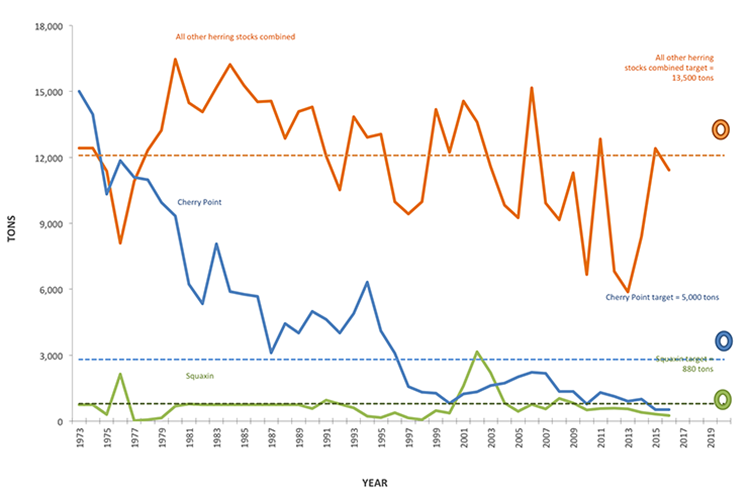 18,000
All other herring stocks combined
All other herring
stocks combined target =
13,500 tons
15,000
12,000
Cherry Point
9,000
TONS
6,000
Cherry Point target = 5,000 tons
3,000
Squaxin target =
880 tons
Squaxin
0
1973 1975 1977 1979 1981 1983 1985 1987 1989 1991 1993 1995 1997 1999 2001 2003 2005 2007 2009 2011 2013 2015 2017 2019
YEAR